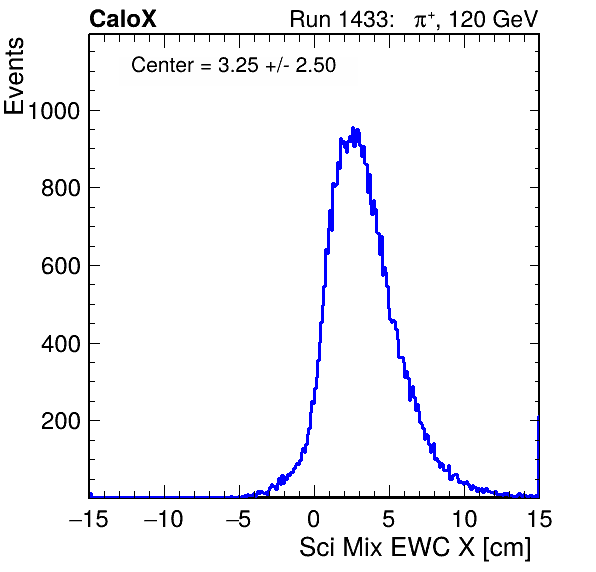 CaloX Run 1433: π⁺, 120 GeV
Center = 3.25 +/- 2.50
Events
1000
800
600
400
200
−15 −10 −5 0 5 10 15
Sci Mix EWC X [cm]